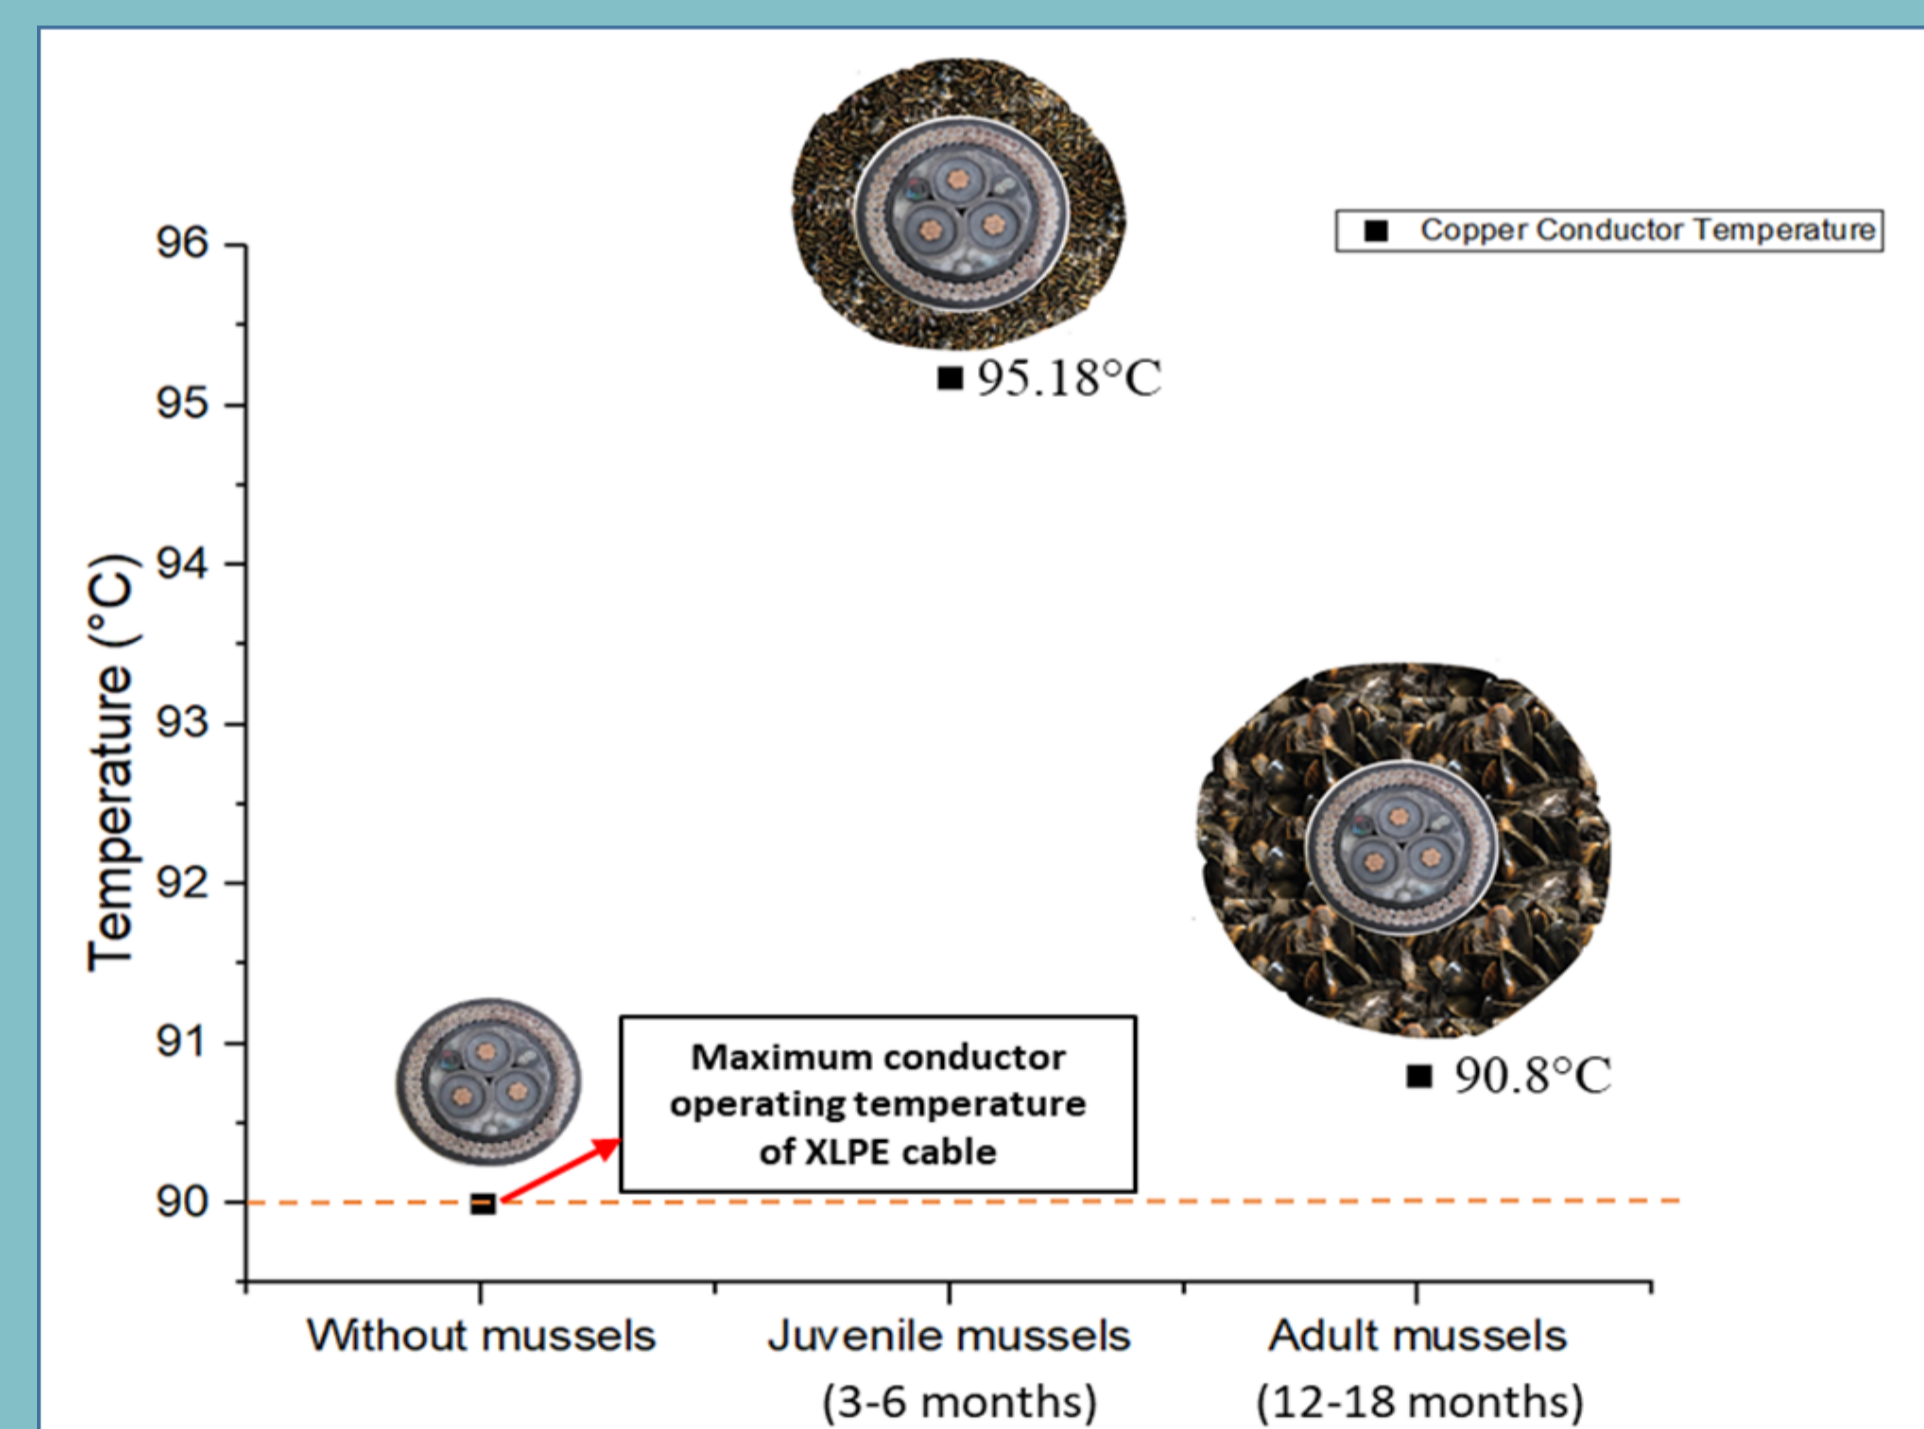 96
Copper Conductor Temperature
95.18°C
95
94
Temperature (°C)
93
92
91
Maximum conductor
operating temperature
of XLPE cable
90.8°C
90
Without mussels
Juvenile mussels
Adult mussels
(3-6 months)
(12-18 months)